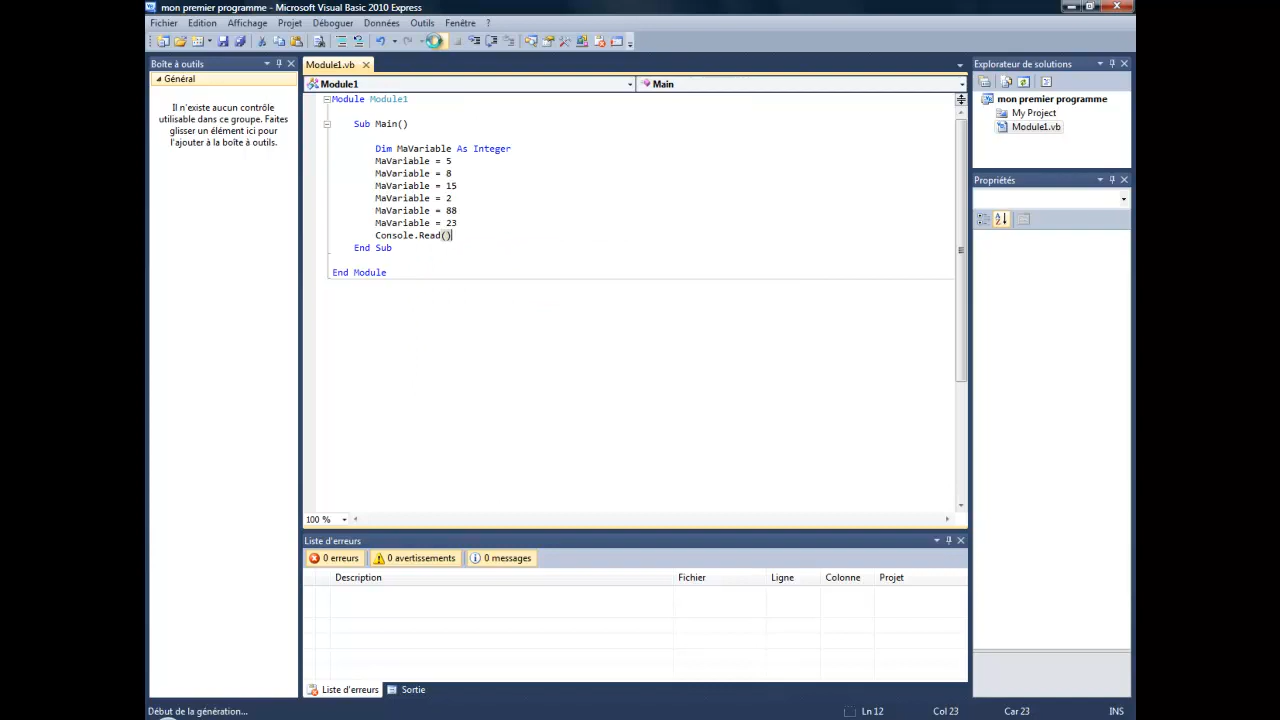 mon premier programme - Microsoft Visual Basic 2010 Express
Fichier Edition Affichage Projet Déboguer Données Outils Fenêtre ?
Boîte à outils
Général
Il n'existe aucun contrôle
utilisable dans ce groupe. Faites
glisser un élément ici pour
l'ajouter à la boîte à outils.
Module1.vb
Module1
Main
Module Module1
Sub Main()
Dim MaVariable As Integer
MaVariable = 5
MaVariable = 8
MaVariable = 15
MaVariable = 2
MaVariable = 88
MaVariable = 23
Console.Read()
End Sub
End Module
100 %
Explorateur de solutions
mon premier programme
My Project
Module1.vb
Propriétés
Liste d'erreurs
0 erreurs 0 avertissements 0 messages
Description Fichier Ligne Colonne Projet
Liste d'erreurs Sortie
Début de la génération... Ln 12 Col 23 Car 23 INS